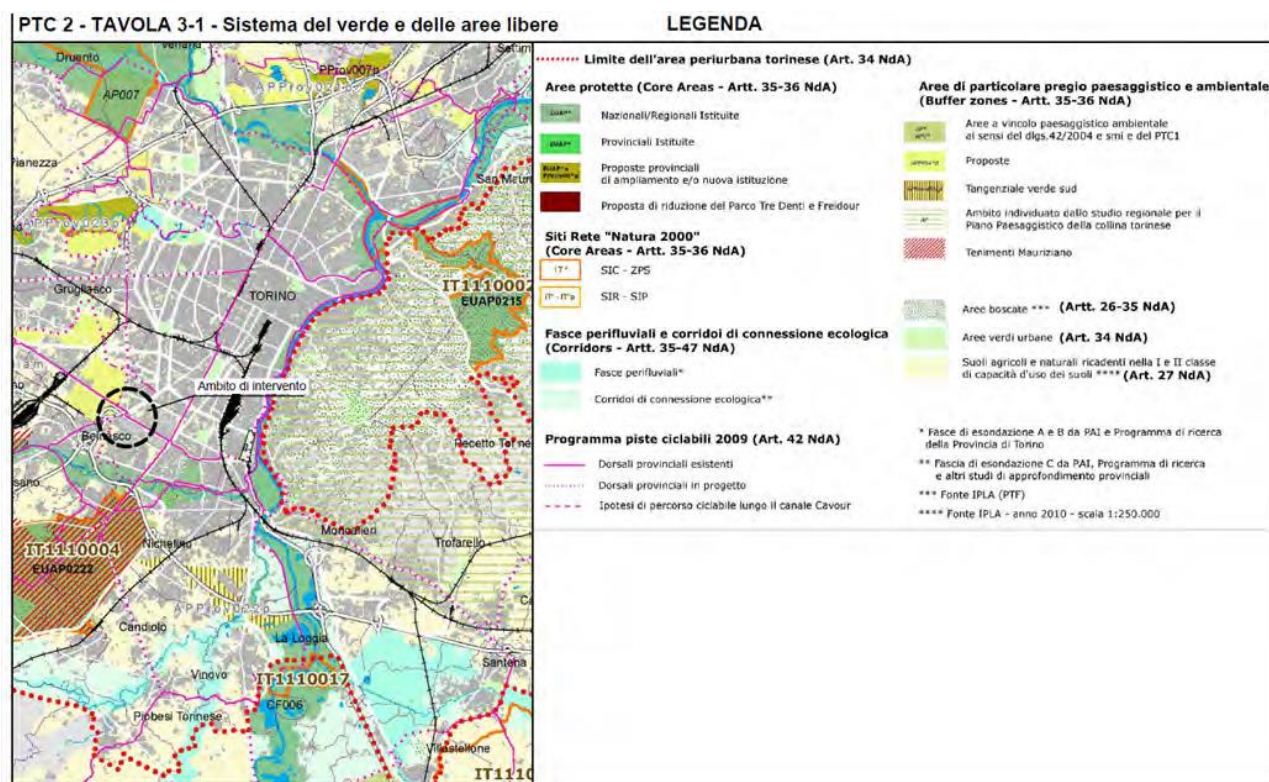 PTC 2 - TAVOLA 3-1 - Sistema del verde e delle aree libere
LEGENDA
Druento
AP007
PProv007p
Pianezza
Grugliasco
TORINO
IT1110002
EUAP0215
Ambito di intervento
Beinasco
IT1110004
EUAP0222
Nichelino
Moncalieri
Trofarello
Candiolo
La Loggia
Vinovo
Santena
IT1110017
CF006
Piobesi Torinese
Villastellone
Limite dell'area periurbana torinese (Art. 34 NdA)
Aree protette (Core Areas - Artt. 35-36 NdA)
Nazionali/Regionali Istituite
Provinciali Istituite
Proposte provinciali
di ampliamento e/o nuova istituzione
Proposta di riduzione del Parco Tre Denti e Freidour
Siti Rete "Natura 2000"
(Core Areas - Artt. 35-36 NdA)
SIC - ZPS
SIR - SIP
Fasce perifluviali e corridoi di connessione ecologica
(Corridors - Artt. 35-47 NdA)
Fasce perifluviali*
Corridoi di connessione ecologica**
Programma piste ciclabili 2009 (Art. 42 NdA)
Dorsali provinciali esistenti
Dorsali provinciali in progetto
Ipotesi di percorso ciclabile lungo il canale Cavour
Aree di particolare pregio paesaggistico e ambientale
(Buffer zones - Artt. 35-36 NdA)
Aree a vincolo paesaggistico ambientale
ai sensi del dlgs.42/2004 e smi e del PTC1
Proposte
Tangenziale verde sud
Ambito individuato dallo studio regionale per il
Piano Paesaggistico della collina torinese
Tenimenti Mauriziano
Aree boscate *** (Artt. 26-35 NdA)
Aree verdi urbane (Art. 34 NdA)
Suoli agricoli e naturali ricadenti nella I e II classe
di capacità d'uso dei suoli **** (Art. 27 NdA)
* Fasce di esondazione A e B da PAI e Programma di ricerca
della Provincia di Torino
** Fascia di esondazione C da PAI, Programma di ricerca
e altri studi di approfondimento provinciali
*** Fonte IPLA (PTF)
**** Fonte IPLA - anno 2010 - scala 1:250.000